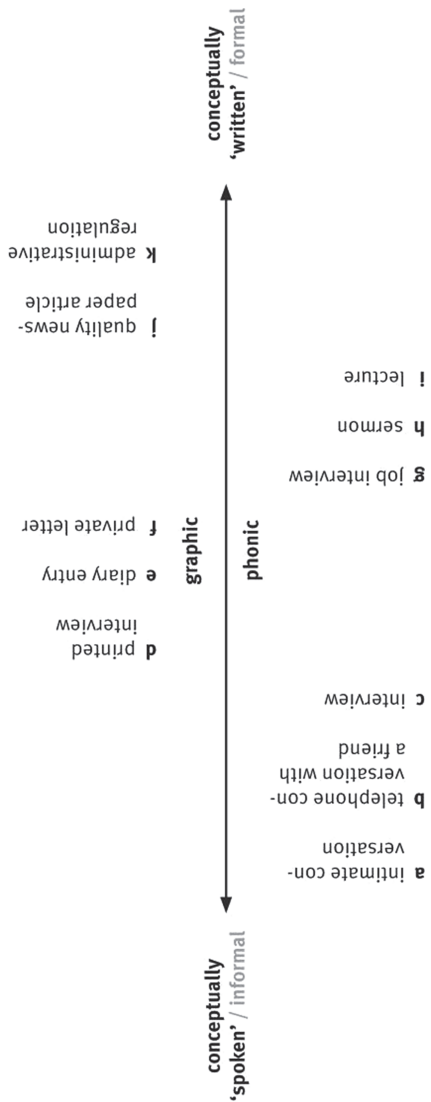 conceptually
‘written’ / formal
k administrative
regulation
j quality news-
paper article
i lecture
h sermon
g job interview
f private letter
e diary entry
d printed
interview
graphic
phonic
c interview
b telephone con-
versation with
a friend
a intimate con-
versation
conceptually
‘spoken’ / informal